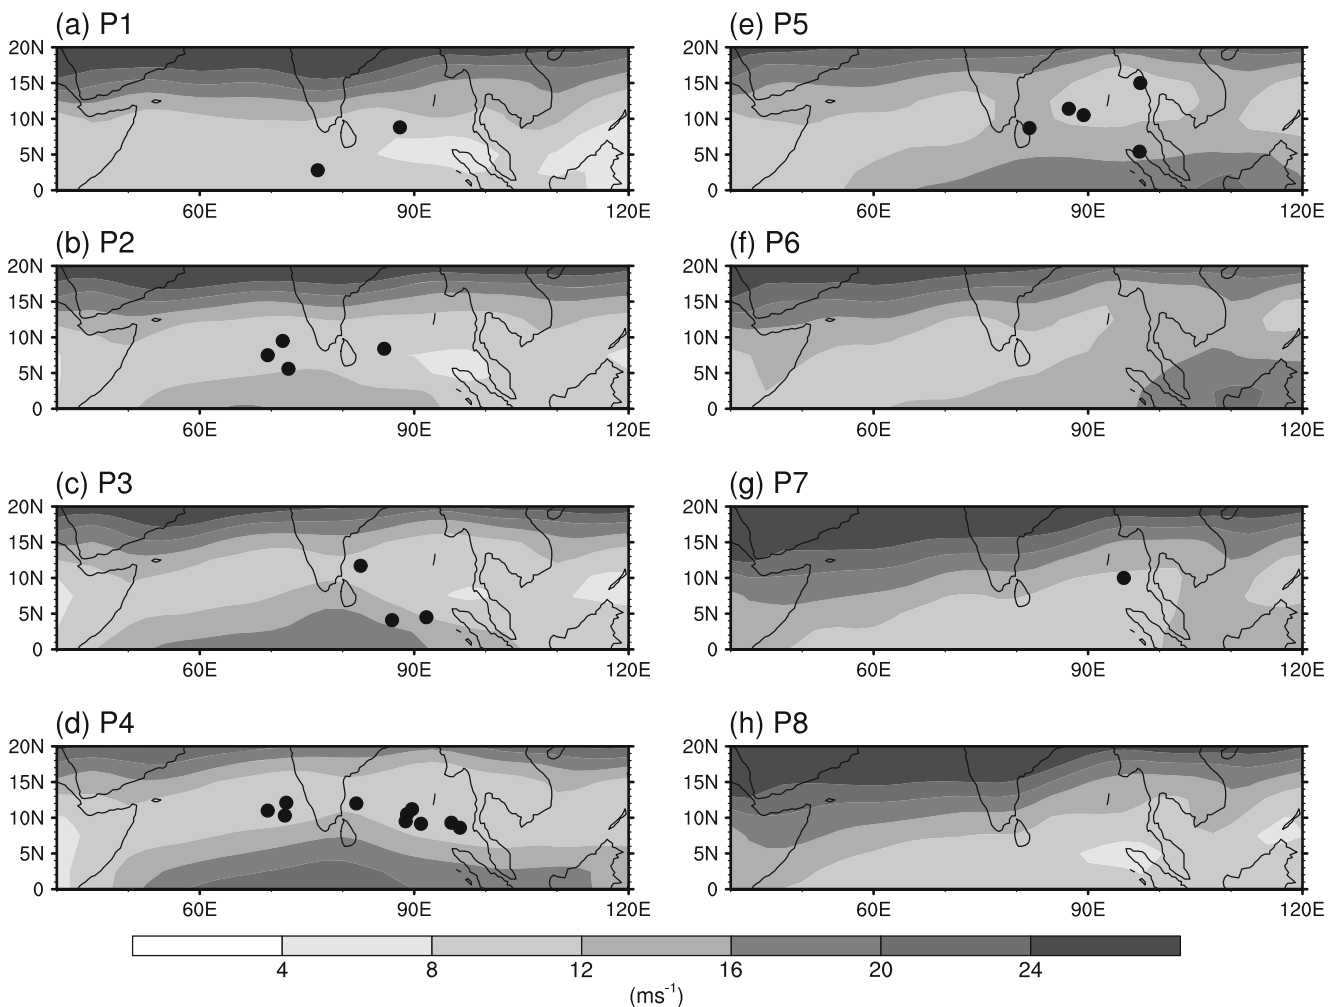 (a) P1
20N
15N
10N
5N
0
60E 90E 120E
(b) P2
20N
15N
10N
5N
0
60E 90E 120E
(c) P3
20N
15N
10N
5N
0
60E 90E 120E
(d) P4
20N
15N
10N
5N
0
60E 90E 120E
(e) P5
20N
15N
10N
5N
0
60E 90E 120E
(f) P6
20N
15N
10N
5N
0
60E 90E 120E
(g) P7
20N
15N
10N
5N
0
60E 90E 120E
(h) P8
20N
15N
10N
5N
0
60E 90E 120E
4 8 12 16 20 24
(ms⁻¹)